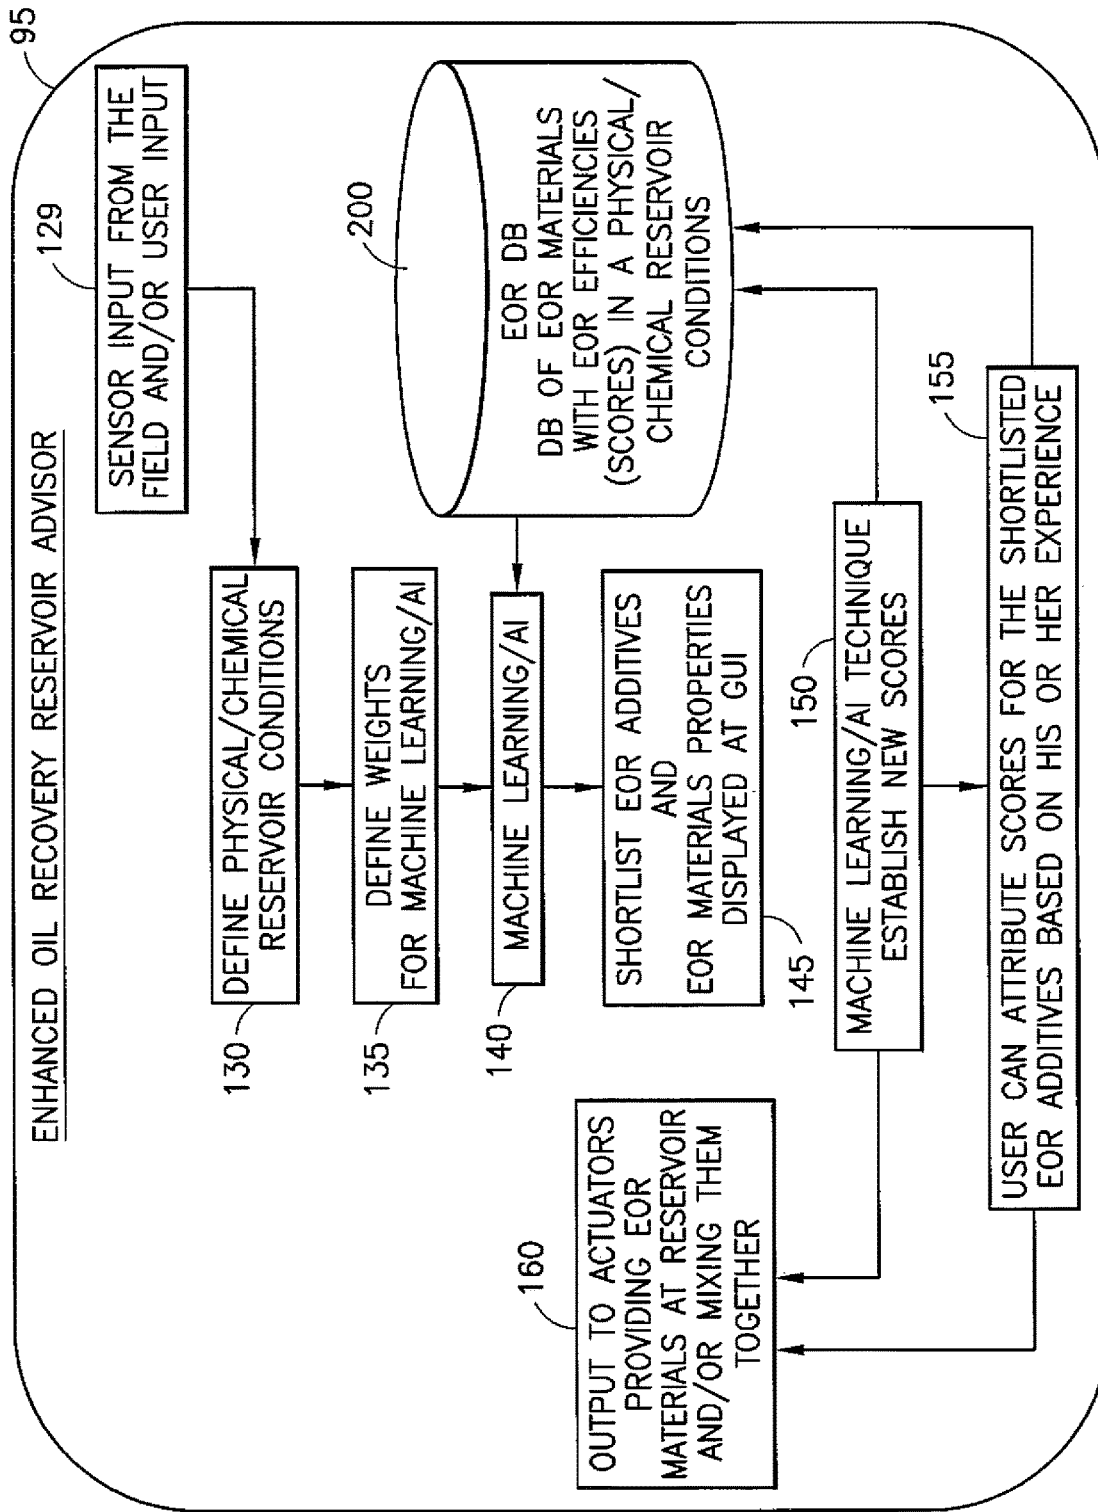 95
ENHANCED OIL RECOVERY RESERVOIR ADVISOR
129
SENSOR INPUT FROM THE
FIELD AND/OR USER INPUT
130
DEFINE PHYSICAL/CHEMICAL
RESERVOIR CONDITIONS
135
DEFINE WEIGHTS
FOR MACHINE LEARNING/AI
140
MACHINE LEARNING/AI
200
EOR DB
DB OF EOR MATERIALS
WITH EOR EFFICIENCIES
(SCORES) IN A PHYSICAL/
CHEMICAL RESERVOIR
CONDITIONS
SHORTLIST EOR ADDITIVES
AND
EOR MATERIALS PROPERTIES
DISPLAYED AT GUI
145
160
OUTPUT TO ACTUATORS
PROVIDING EOR
MATERIALS AT RESERVOIR
AND/OR MIXING THEM
TOGETHER
150
MACHINE LEARNING/AI TECHNIQUE
ESTABLISH NEW SCORES
155
USER CAN ATTRIBUTE SCORES FOR THE SHORTLISTED
EOR ADDITIVES BASED ON HIS OR HER EXPERIENCE